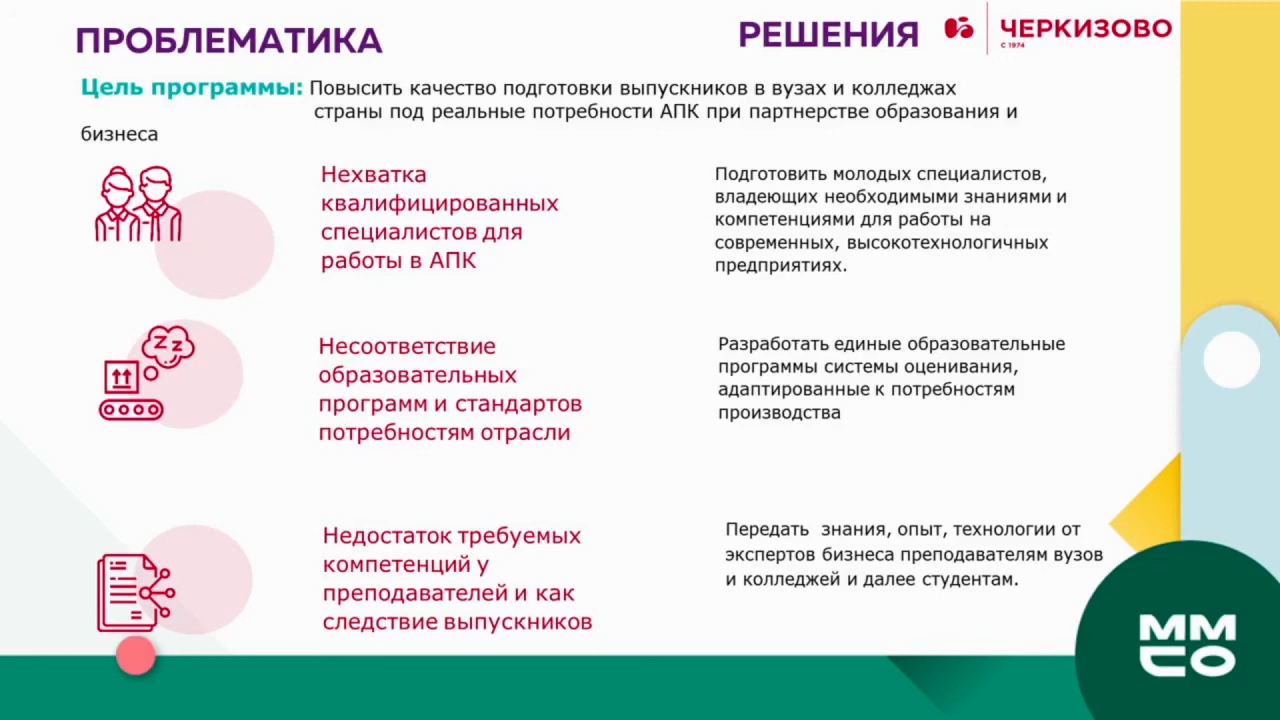 ПРОБЛЕМАТИКА
РЕШЕНИЯ
ЧЕРКИЗОВО
С 1974
Цель программы: Повысить качество подготовки выпускников в вузах и колледжах
страны под реальные потребности АПК при партнерстве образования и
бизнеса
Нехватка
квалифицированных
специалистов для
работы в АПК
Подготовить молодых специалистов,
владеющих необходимыми знаниями и
компетенциями для работы на
современных, высокотехнологичных
предприятиях.
Zz
Несоответствие
образовательных
программ и стандартов
потребностям отрасли
Разработать единые образовательные
программы системы оценивания,
адаптированные к потребностям
производства
Недостаток требуемых
компетенций у
преподавателей и как
следствие выпускников
Передать  знания, опыт, технологии от
экспертов бизнеса преподавателям вузов
и колледжей и далее студентам.
ММ
СО